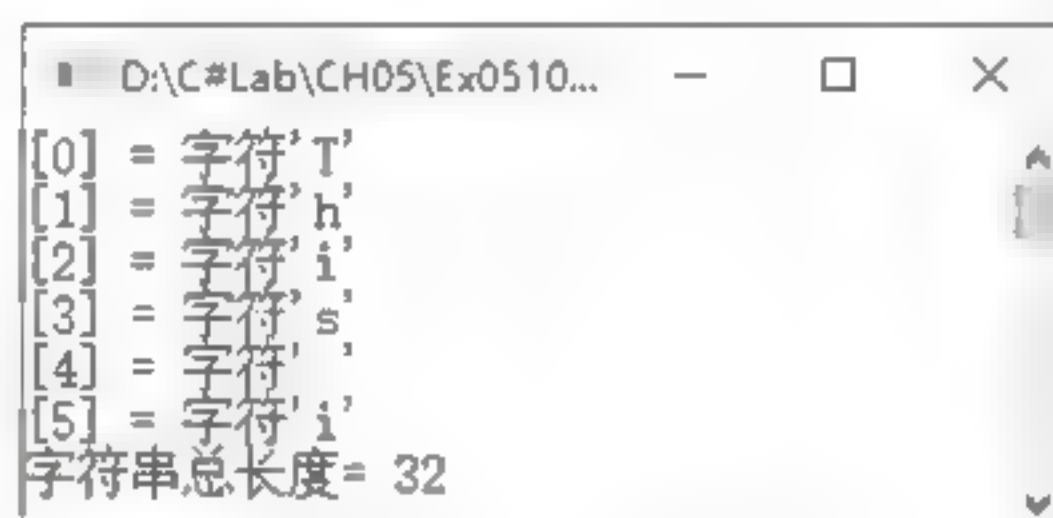 D:\C#Lab\CH05\Ex0510...
[0] = 字符'T'
[1] = 字符'h'
[2] = 字符'i'
[3] = 字符's'
[4] = 字符' '
[5] = 字符'i'
字符串总长度= 32